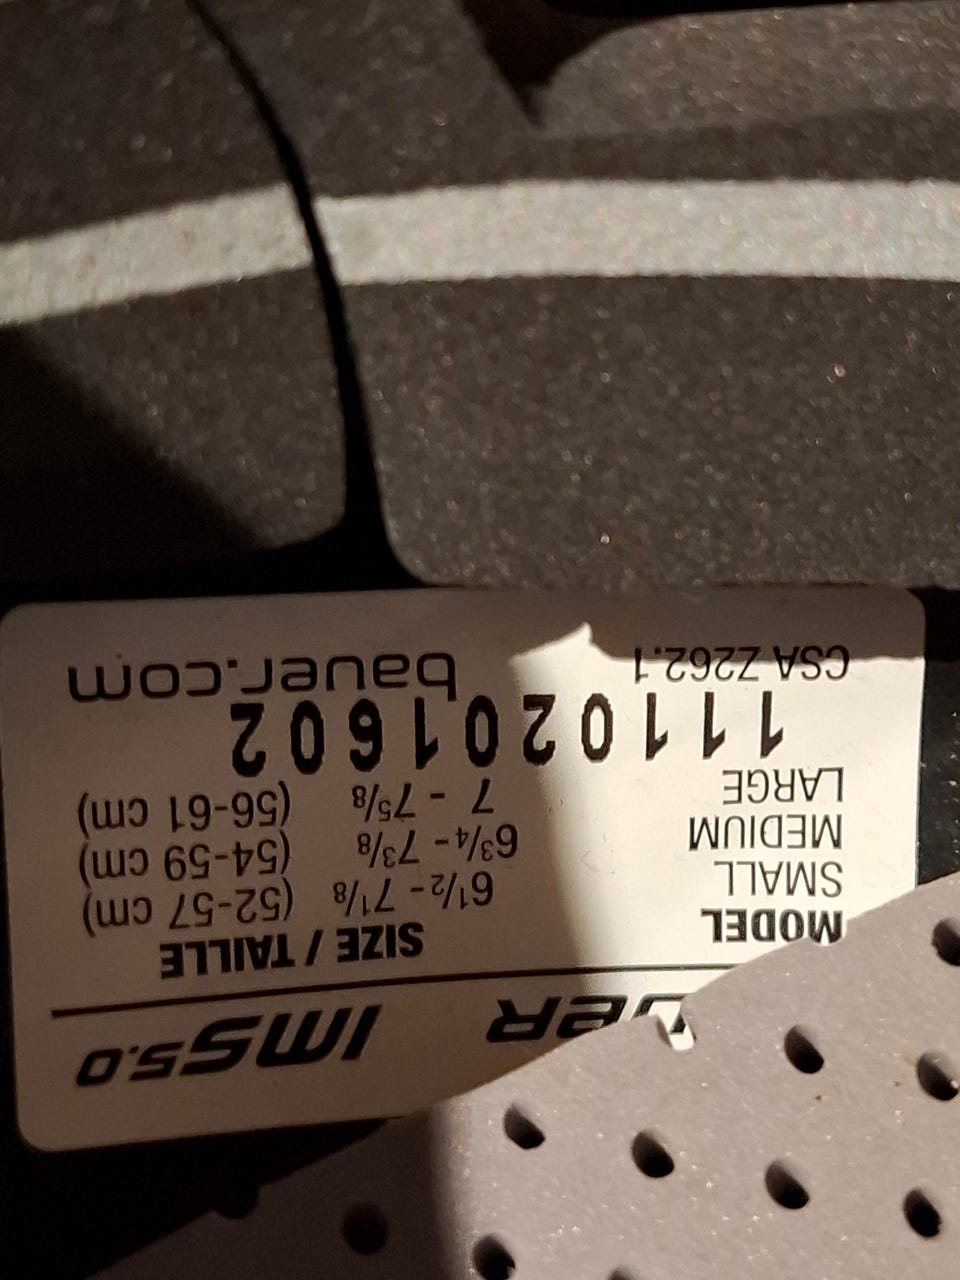 IMS5.0
MODEL SIZE / TAILLE
SMALL 6½ - 7⅛ (52-57 cm)
MEDIUM 6¾ - 7⅜ (54-59 cm)
LARGE 7 - 7⅝ (56-61 cm)
1110201602
CSA Z262.1 bauer.com